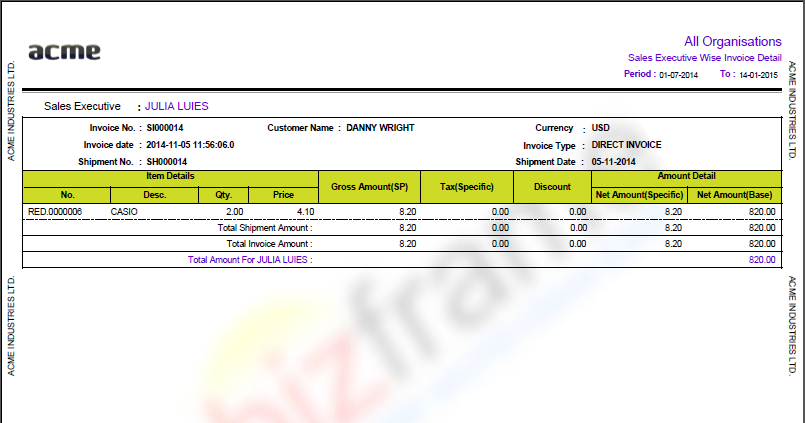 acme
All Organisations
Sales Executive Wise Invoice Detail
Period : 01-07-2014 To : 14-01-2015
ACME INDUSTRIES LTD.
ACME INDUSTRIES LTD.
Sales Executive : JULIA LUIES
Invoice No. : SI000014 Customer Name : DANNY WRIGHT Currency : USD
Invoice date : 2014-11-05 11:56:06.0 Invoice Type : DIRECT INVOICE
Shipment No. : SH000014 Shipment Date : 05-11-2014
Item Details Gross Amount(SP) Tax(Specific) Discount Amount Detail
No. Desc. Qty. Price Net Amount(Specific) Net Amount(Base)
RED.0000006 CASIO 2.00 4.10 8.20 0.00 0.00 8.20 820.00
Total Shipment Amount : 8.20 0.00 0.00 8.20 820.00
Total Invoice Amount : 8.20 0.00 0.00 8.20 820.00
Total Amount For JULIA LUIES : 820.00
ACME INDUSTRIES LTD.
ACME INDUSTRIES LTD.